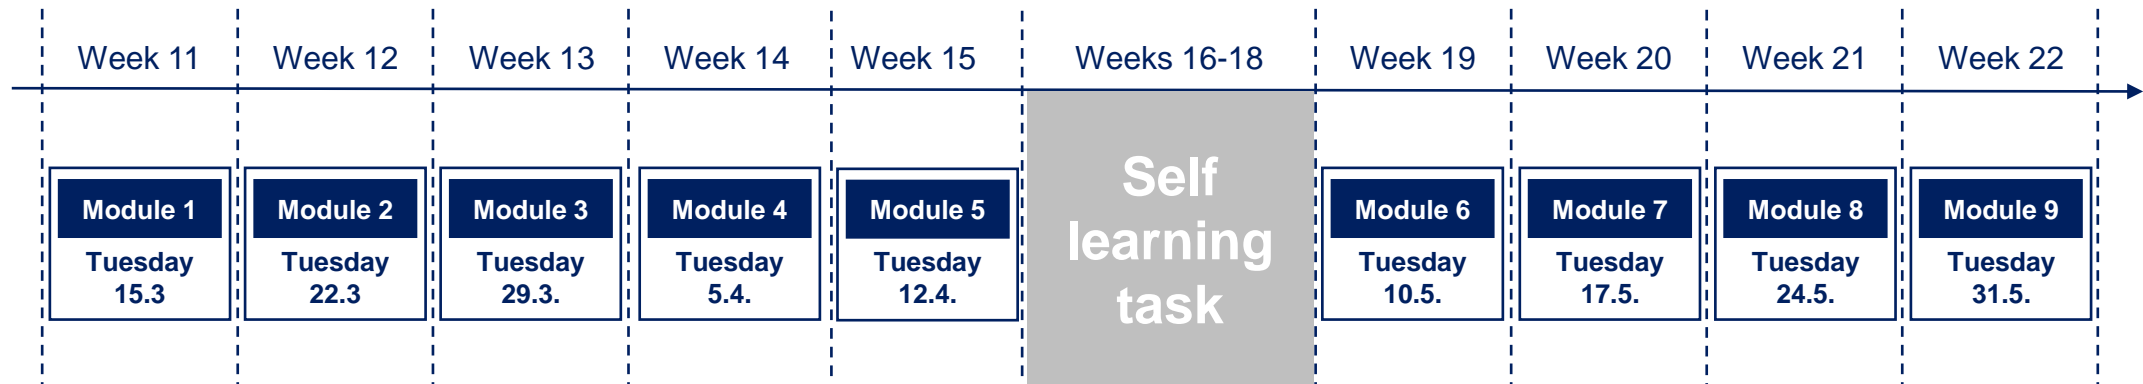 Week 11
Week 12
Week 13
Week 14
Week 15
Weeks 16-18
Week 19
Week 20
Week 21
Week 22
Module 1
Tuesday
15.3
Module 2
Tuesday
22.3
Module 3
Tuesday
29.3.
Module 4
Tuesday
5.4.
Module 5
Tuesday
12.4.
Self
learning
task
Module 6
Tuesday
10.5.
Module 7
Tuesday
17.5.
Module 8
Tuesday
24.5.
Module 9
Tuesday
31.5.